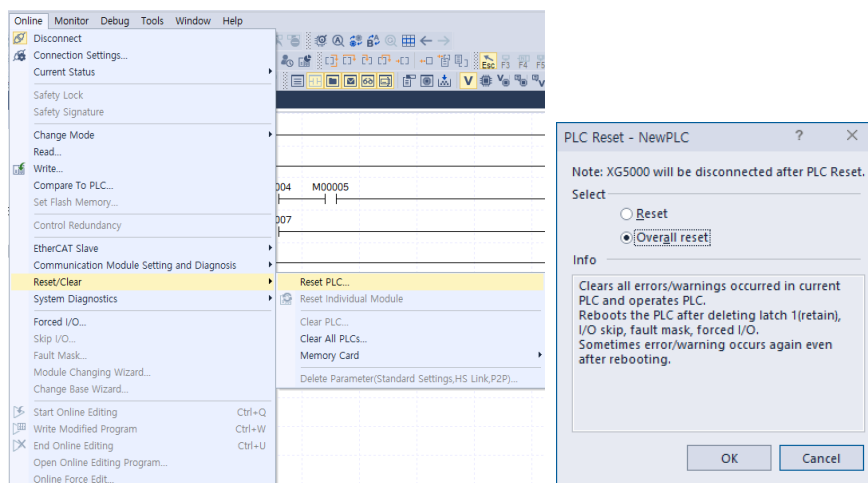 Online Monitor Debug Tools Window Help
Disconnect
Connection Settings...
Current Status
Safety Lock
Safety Signature
Change Mode
Read...
Write...
Compare To PLC...
Set Flash Memory...
Control Redundancy
EtherCAT Slave
Communication Module Setting and Diagnosis
Reset/Clear
System Diagnostics
Forced I/O...
Skip I/O...
Fault Mask...
Module Changing Wizard...
Change Base Wizard...
Start Online Editing Ctrl+Q
Write Modified Program Ctrl+W
End Online Editing Ctrl+U
Open Online Editing Program...
Online Force Edit...
Esc F3 F4 F5
004 M00005
007
Reset PLC...
Reset Individual Module
Clear PLC...
Clear All PLCs...
Memory Card
Delete Parameter(Standard Settings,HS Link,P2P)...
PLC Reset - NewPLC
Note: XG5000 will be disconnected after PLC Reset.
Select
Reset
Overall reset
Info
Clears all errors/warnings occurred in current
PLC and operates PLC.
Reboots the PLC after deleting latch 1(retain),
I/O skip, fault mask, forced I/O.
Sometimes error/warning occurs again even
after rebooting.
OK Cancel